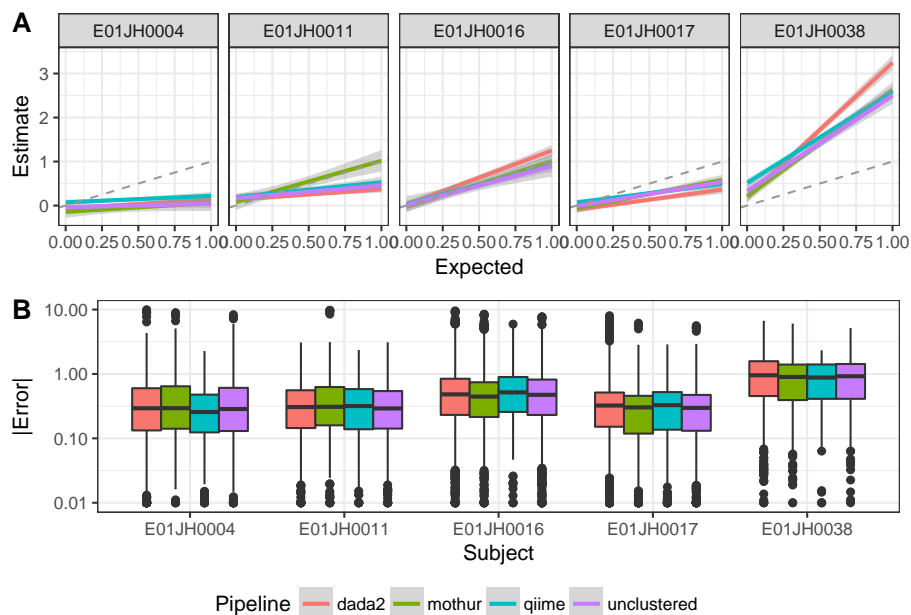 A
E01JH0004 E01JH0011 E01JH0016 E01JH0017 E01JH0038
Estimate
3
2
1
0
0.00 0.25 0.50 0.75 1.00 0.00 0.25 0.50 0.75 1.00 0.00 0.25 0.50 0.75 1.00 0.00 0.25 0.50 0.75 1.00 0.00 0.25 0.50 0.75 1.00
Expected
B
|Error|
10.00
1.00
0.10
0.01
E01JH0004 E01JH0011 E01JH0016 E01JH0017 E01JH0038
Subject
Pipeline dada2 mothur qiime unclustered